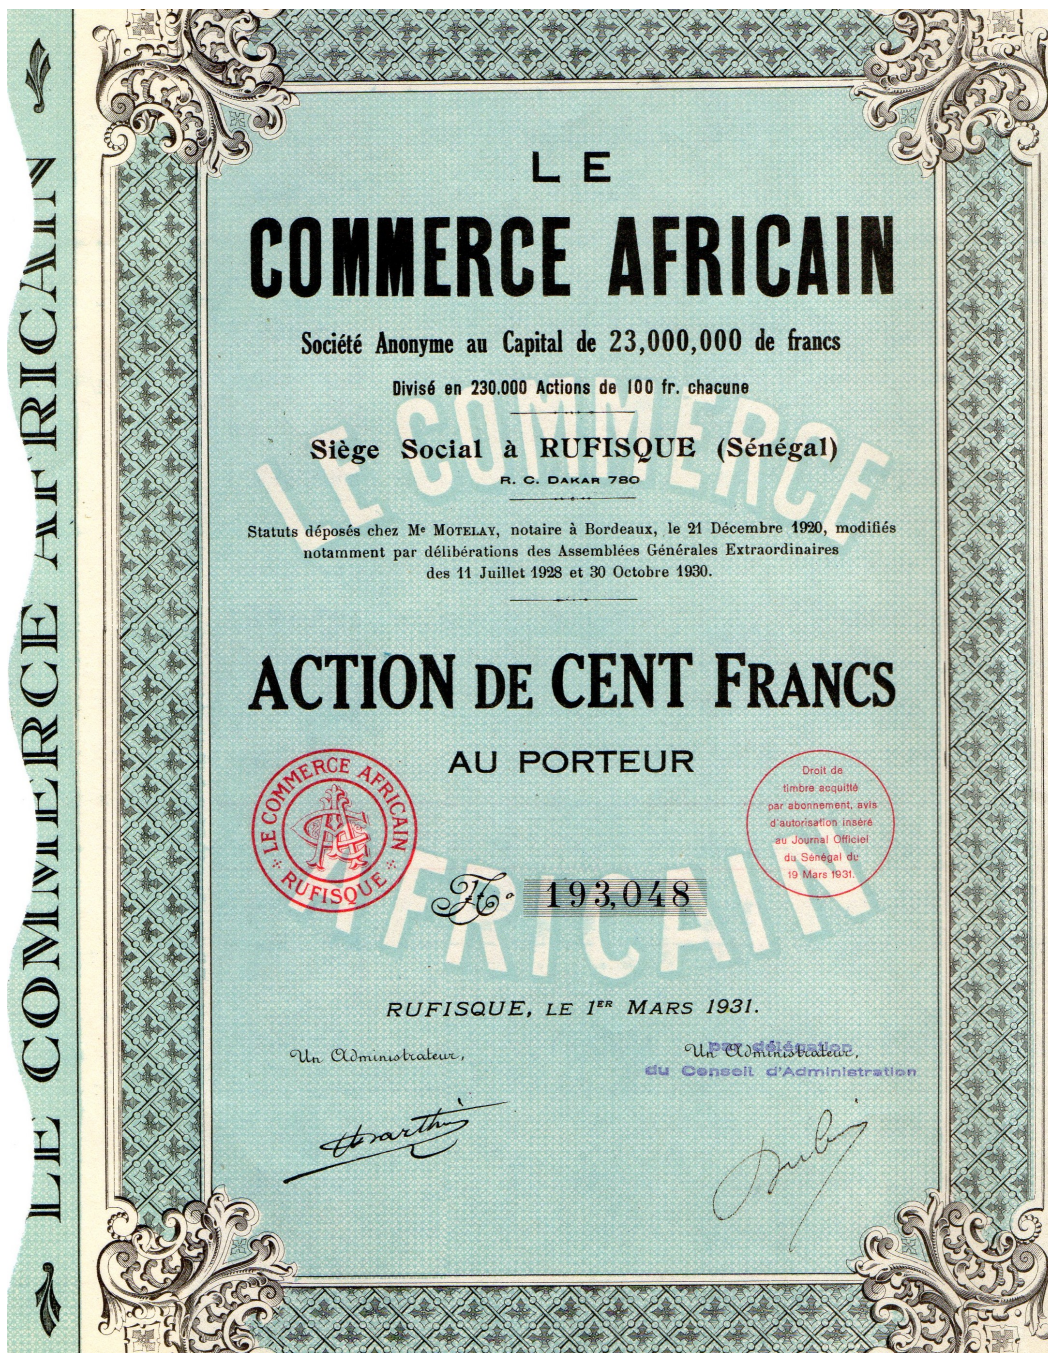 LE COMMERCE AFRICAIN
LE
COMMERCE AFRICAIN
Société Anonyme au Capital de 23,000,000 de francs
Divisé en 230.000 Actions de 100 fr. chacune
LE COMMERCE
Siège Social à RUFISQUE (Sénégal)
R. C. DAKAR 780
Statuts déposés chez Me MOTELAY, notaire à Bordeaux, le 21 Décembre 1920, modifiés
notamment par délibérations des Assemblées Générales Extraordinaires
des 11 Juillet 1928 et 30 Octobre 1930.
ACTION DE CENT FRANCS
AU PORTEUR
LE COMMERCE AFRICAIN
RUFISQUE
Droit de
timbre acquitté
par abonnement, avis
d'autorisation inséré
au Journal Officiel
du Sénégal du
19 Mars 1931.
No 193,048
AFRICAIN
RUFISQUE, LE 1ER MARS 1931.
Un Administrateur,
Un Administrateur,
par délégation
du Conseil d'Administration